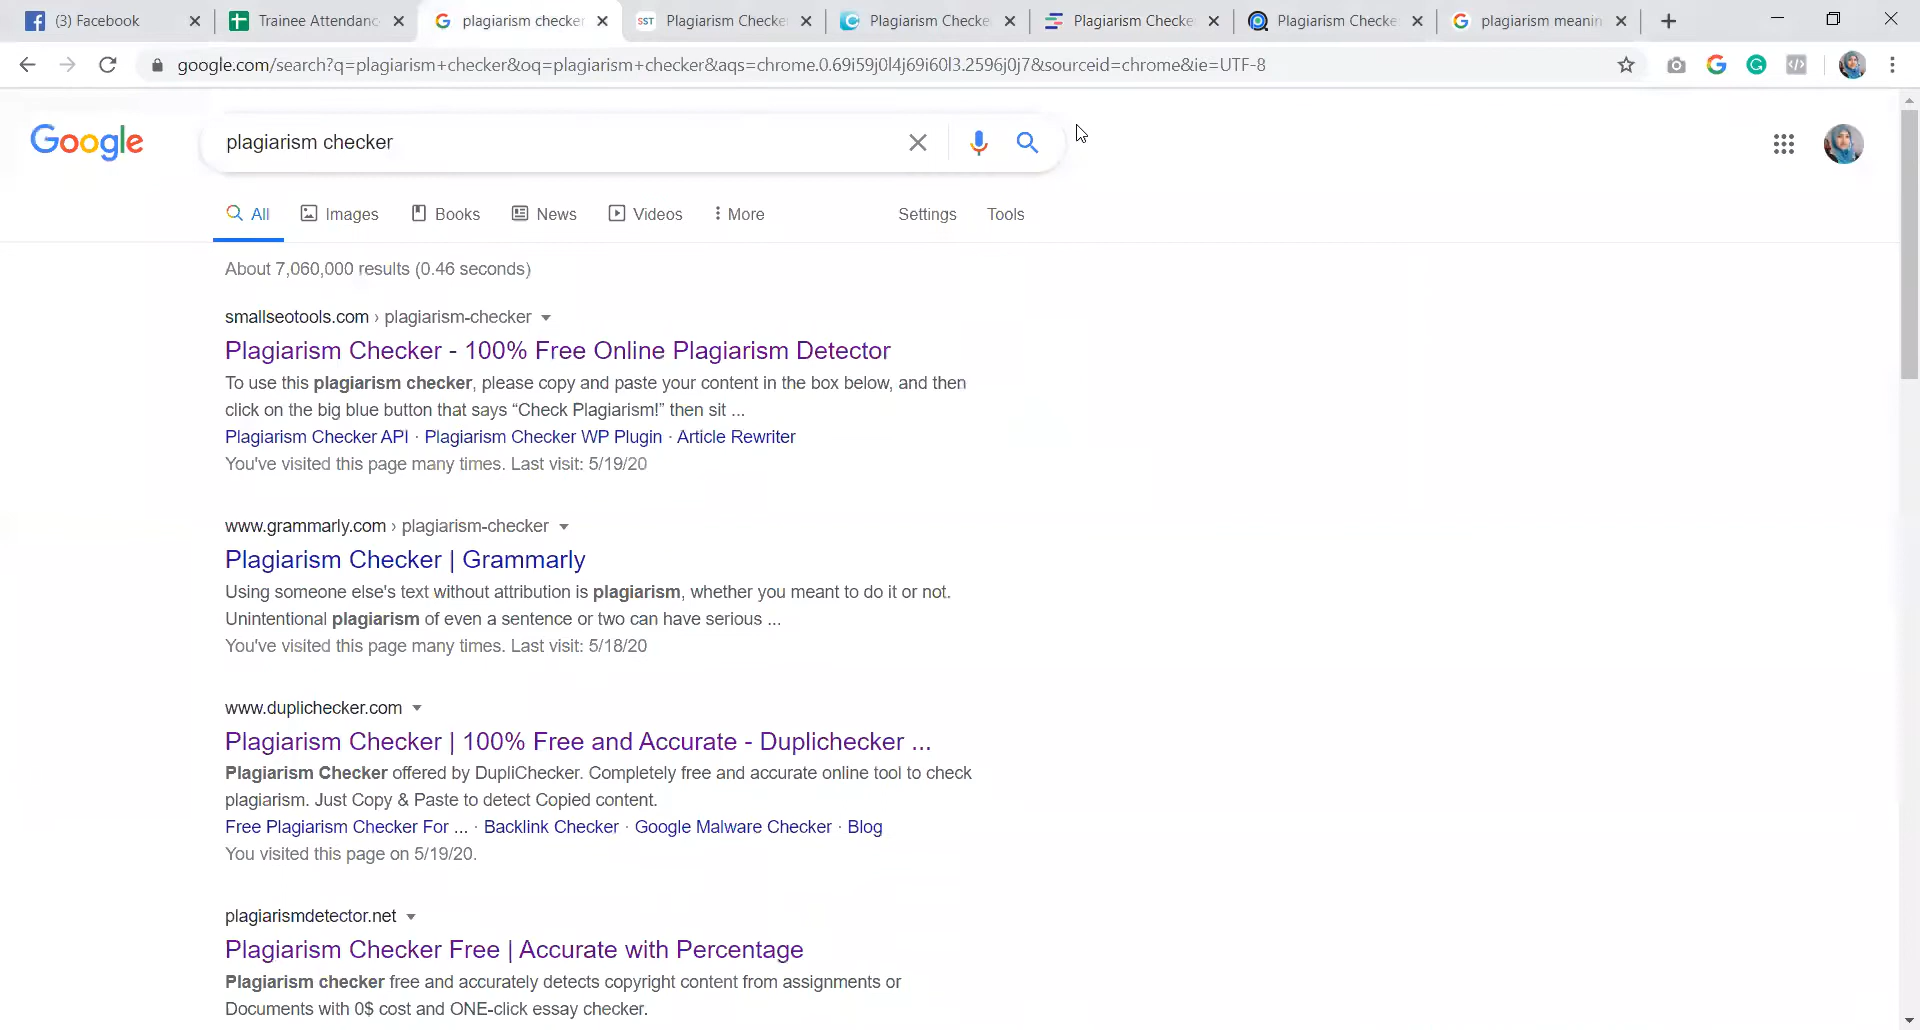 (3) Facebook
Trainee Attendanc
plagiarism checker
SST
Plagiarism Checke
Plagiarism Checke
Plagiarism Checke
Plagiarism Checke
plagiarism meanin
google.com/search?q=plagiarism+checker&oq=plagiarism+checker&aqs=chrome.0.69i59j0l4j69i60l3.2596j0j7&sourceid=chrome&ie=UTF-8
Google
plagiarism checker
All
Images
Books
News
Videos
More
Settings
Tools
About 7,060,000 results (0.46 seconds)
smallseotools.com › plagiarism-checker
Plagiarism Checker - 100% Free Online Plagiarism Detector
To use this plagiarism checker, please copy and paste your content in the box below, and then
click on the big blue button that says “Check Plagiarism!” then sit ...
Plagiarism Checker API · Plagiarism Checker WP Plugin · Article Rewriter
You've visited this page many times. Last visit: 5/19/20
www.grammarly.com › plagiarism-checker
Plagiarism Checker | Grammarly
Using someone else's text without attribution is plagiarism, whether you meant to do it or not.
Unintentional plagiarism of even a sentence or two can have serious ...
You've visited this page many times. Last visit: 5/18/20
www.duplichecker.com
Plagiarism Checker | 100% Free and Accurate - Duplichecker ...
Plagiarism Checker offered by DupliChecker. Completely free and accurate online tool to check
plagiarism. Just Copy & Paste to detect Copied content.
Free Plagiarism Checker For ... · Backlink Checker · Google Malware Checker · Blog
You visited this page on 5/19/20.
plagiarismdetector.net
Plagiarism Checker Free | Accurate with Percentage
Plagiarism checker free and accurately detects copyright content from assignments or
Documents with 0$ cost and ONE-click essay checker.